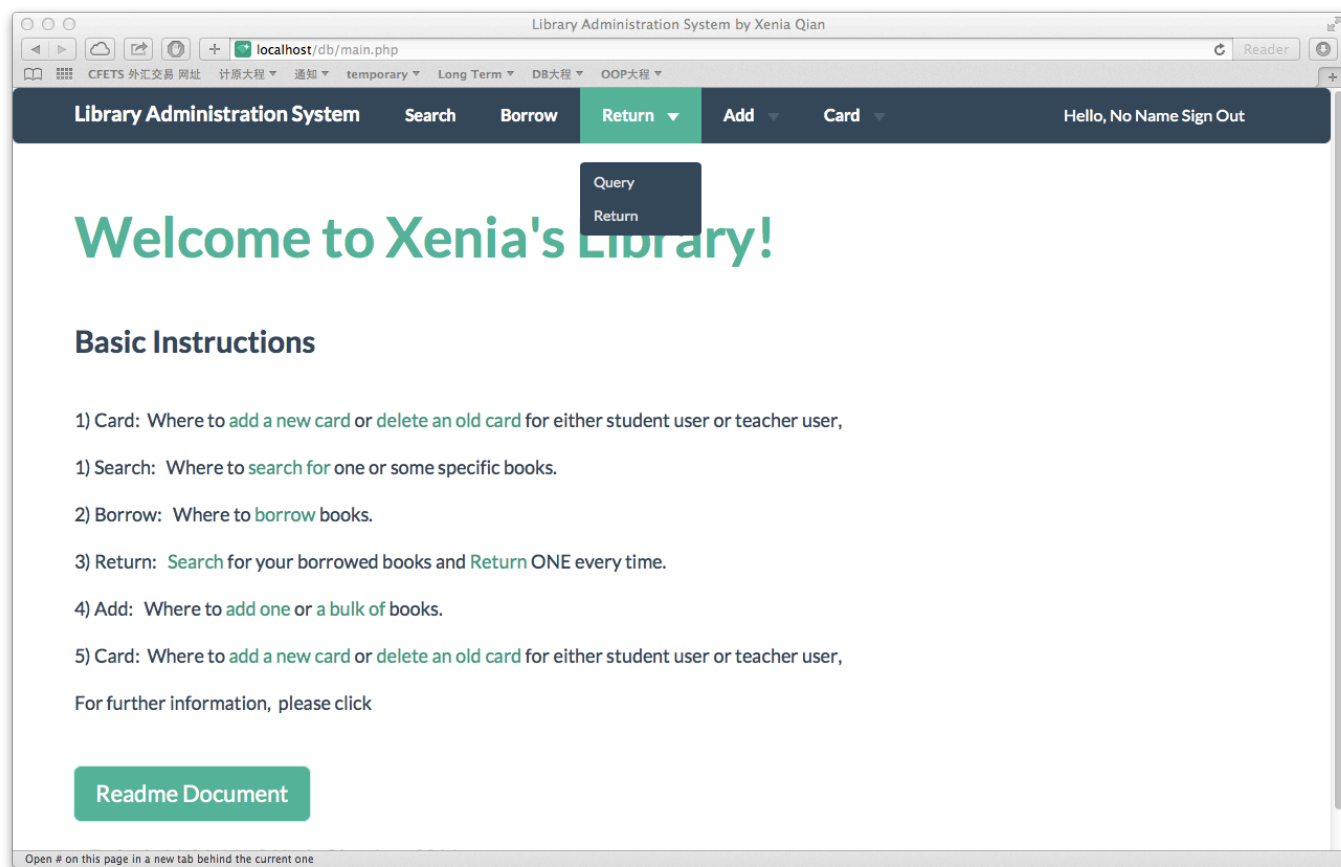 Library Administration System by Xenia Qian
localhost/db/main.php
Reader
CFETS 外汇交易 网址 计原大程 通知 temporary Long Term DB大程 OOP大程
Library Administration System Search Borrow Return Add Card Hello, No Name Sign Out
Query
Return
Welcome to Xenia's Library!
Basic Instructions
1) Card: Where to add a new card or delete an old card for either student user or teacher user,
1) Search: Where to search for one or some specific books.
2) Borrow: Where to borrow books.
3) Return: Search for your borrowed books and Return ONE every time.
4) Add: Where to add one or a bulk of books.
5) Card: Where to add a new card or delete an old card for either student user or teacher user,
For further information, please click
Readme Document
Open # on this page in a new tab behind the current one